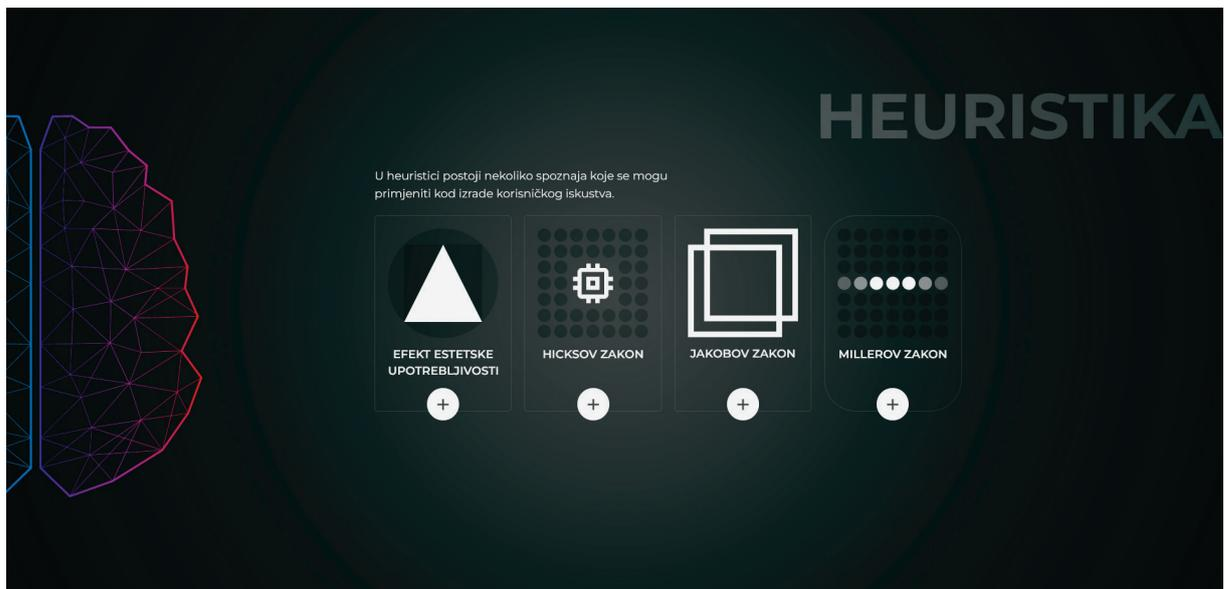 HEURISTIKA
U heuristici postoji nekoliko spoznaja koje se mogu
primjeniti kod izrade korisničkog iskustva.
EFEKT ESTETSKE
UPOTREBLJIVOSTI
HICKSOV ZAKON
JAKOBOV ZAKON
MILLEROV ZAKON